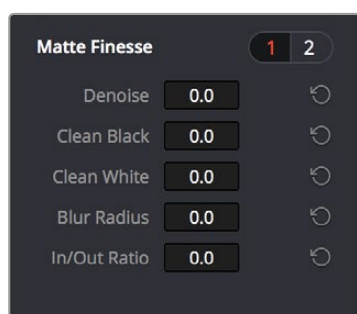 Matte Finesse 1 2
Denoise 0.0
Clean Black 0.0
Clean White 0.0
Blur Radius 0.0
In/Out Ratio 0.0